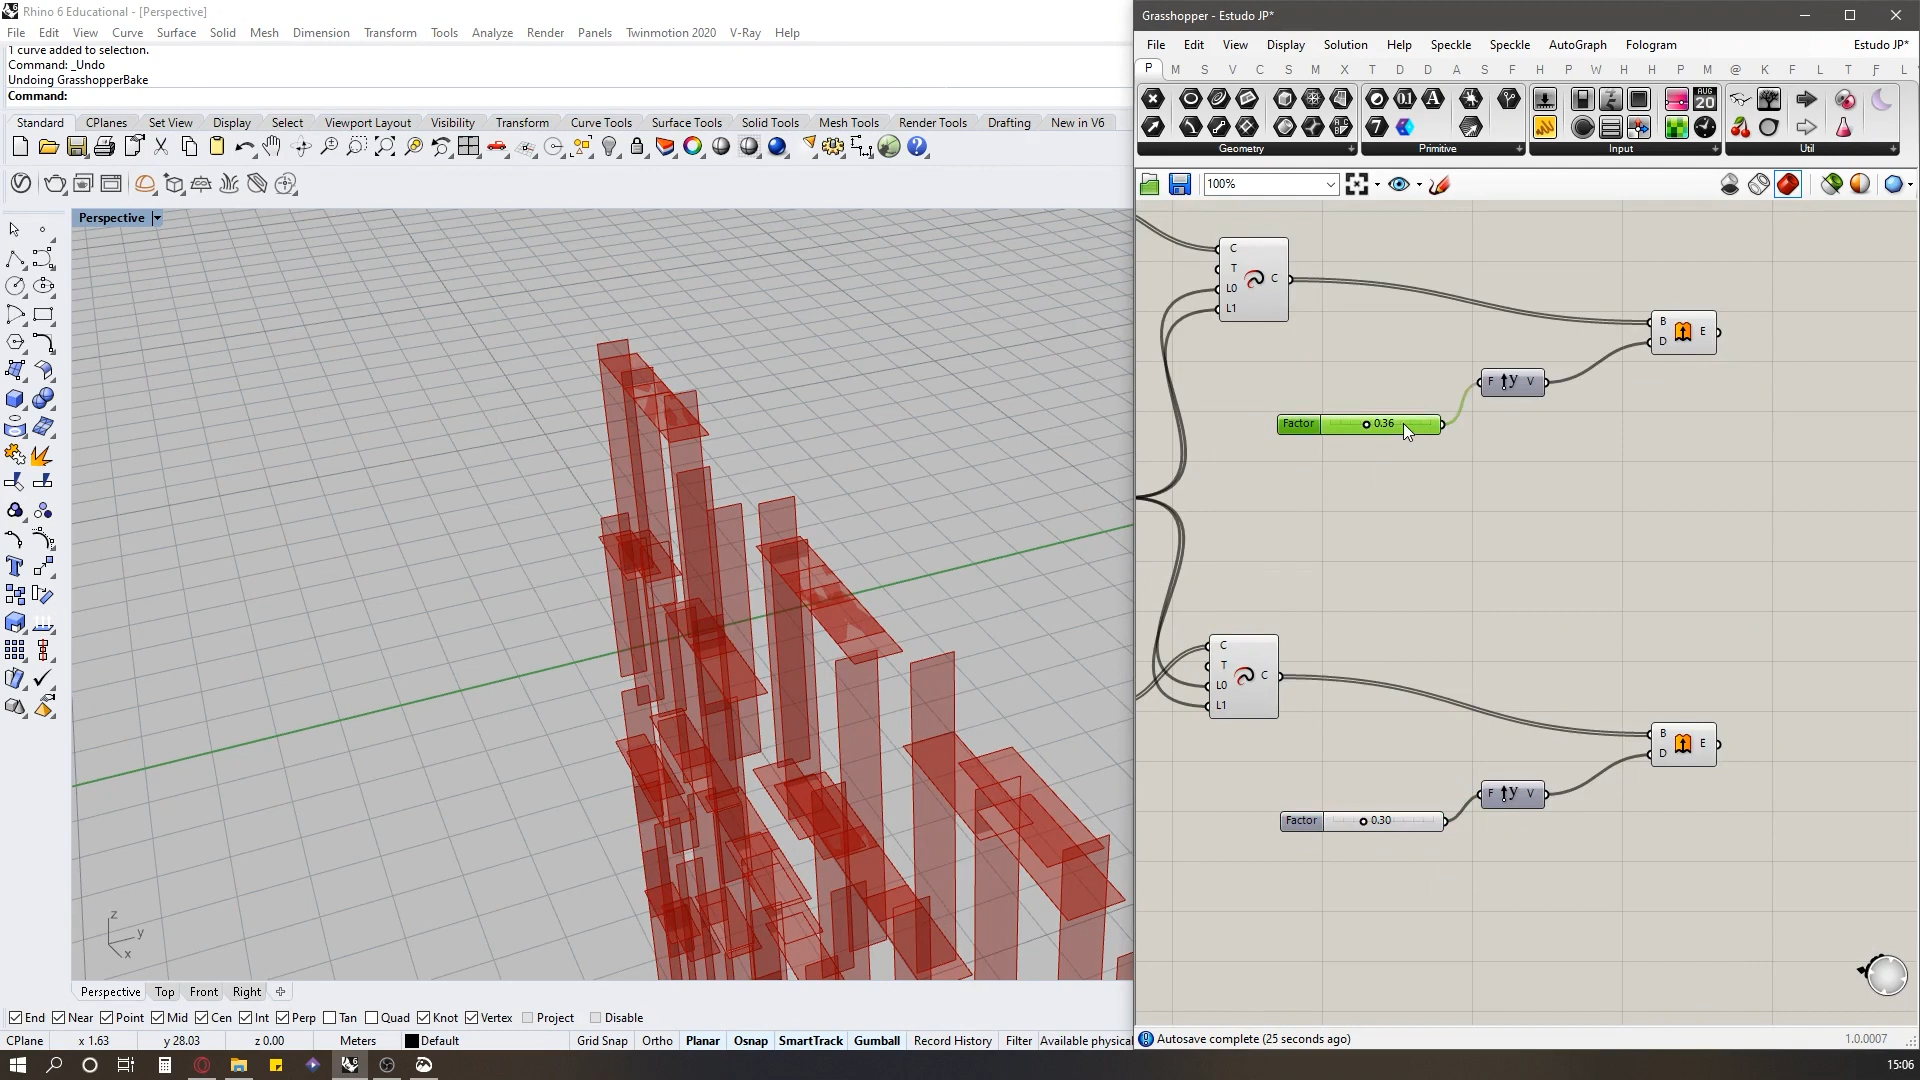 Rhino 6 Educational - [Perspective]
File Edit View Curve Surface Solid Mesh Dimension Transform Tools Analyze Render Panels Twinmotion 2020 V-Ray Help
1 curve added to selection.
Command: _Undo
Undoing GrasshopperBake
Command:
Standard CPlanes Set View Display Select Viewport Layout Visibility Transform Curve Tools Surface Tools Solid Tools Mesh Tools Render Tools Drafting New in V6
Perspective
z
y
x
Perspective Top Front Right
End Near Point Mid Cen Int Perp Tan Quad Knot Vertex Project Disable
CPlane x 1.63 y 28.03 z 0.00 Meters Default Grid Snap Ortho Planar Osnap SmartTrack Gumball Record History Filter Available physical
Grasshopper - Estudo JP*
File Edit View Display Solution Help Speckle Speckle AutoGraph Fologram Estudo JP*
P M S V C S M X T D D A S F H P W H H P M @ K F L T F L
AUG
20
Geometry Primitive Input Util
100%
C
T
L0
L1
C
B
D
E
F y V
Factor 0.36
C
T
L0
L1
C
B
D
E
F y V
Factor 0.30
Autosave complete (25 seconds ago) 1.0.0007
15:06